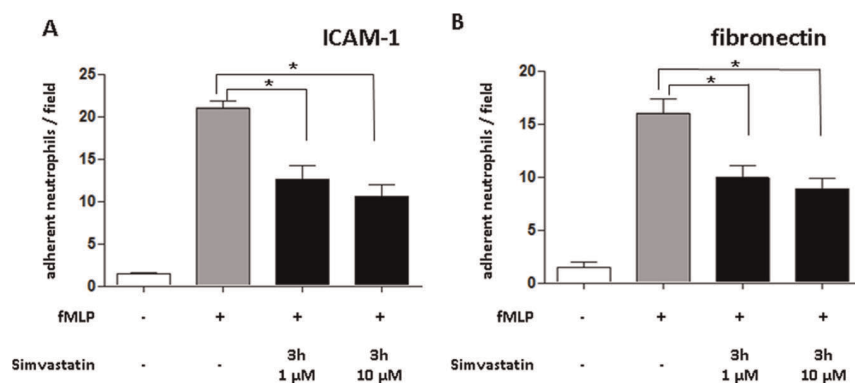 A
ICAM-1
*
*
25
20
15
10
5
0
adherent neutrophils / field
fMLP - + + +
Simvastatin - - 3h 3h
1 µM 10 µM
B
fibronectin
*
*
20
15
10
5
0
adherent neutrophils / field
fMLP - + + +
Simvastatin - - 3h 3h
1 µM 10 µM